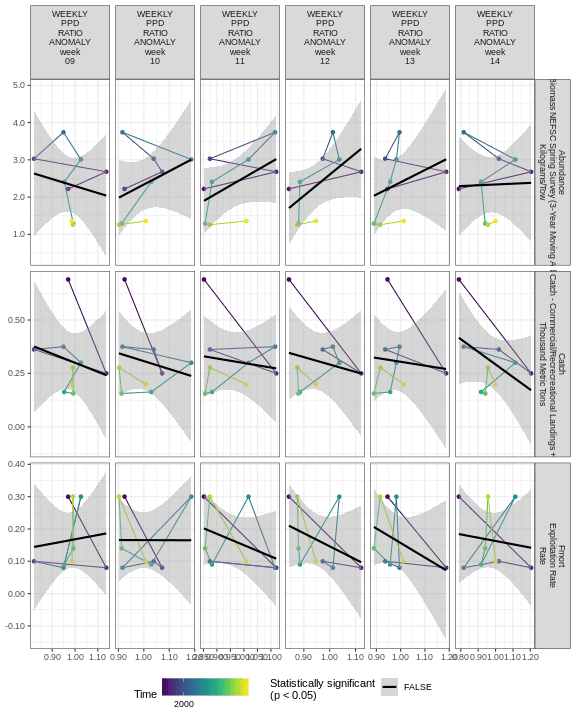 WEEKLY
PPD
RATIO
ANOMALY
week
09
WEEKLY
PPD
RATIO
ANOMALY
week
10
WEEKLY
PPD
RATIO
ANOMALY
week
11
WEEKLY
PPD
RATIO
ANOMALY
week
12
WEEKLY
PPD
RATIO
ANOMALY
week
13
WEEKLY
PPD
RATIO
ANOMALY
week
14
5.0
4.0
3.0
2.0
1.0
Abundance
Biomass NEFSC Spring Survey (3-Year Moving
Kilograms/Tow
0.50
0.25
0.00
Catch
Catch - Commercial/Recreational Landings +
Thousand Metric Tons
0.40
0.30
0.20
0.10
0.00
-0.10
Fmort
Exploitation Rate
Rate
0.90 1.00 1.10
0.90 1.00 1.10
0.90 1.00 1.10
0.90 1.00 1.10 1.20
0.80 0.90 1.00 1.10 1.20
Time
2000
Statistically significant
(p < 0.05)
FALSE